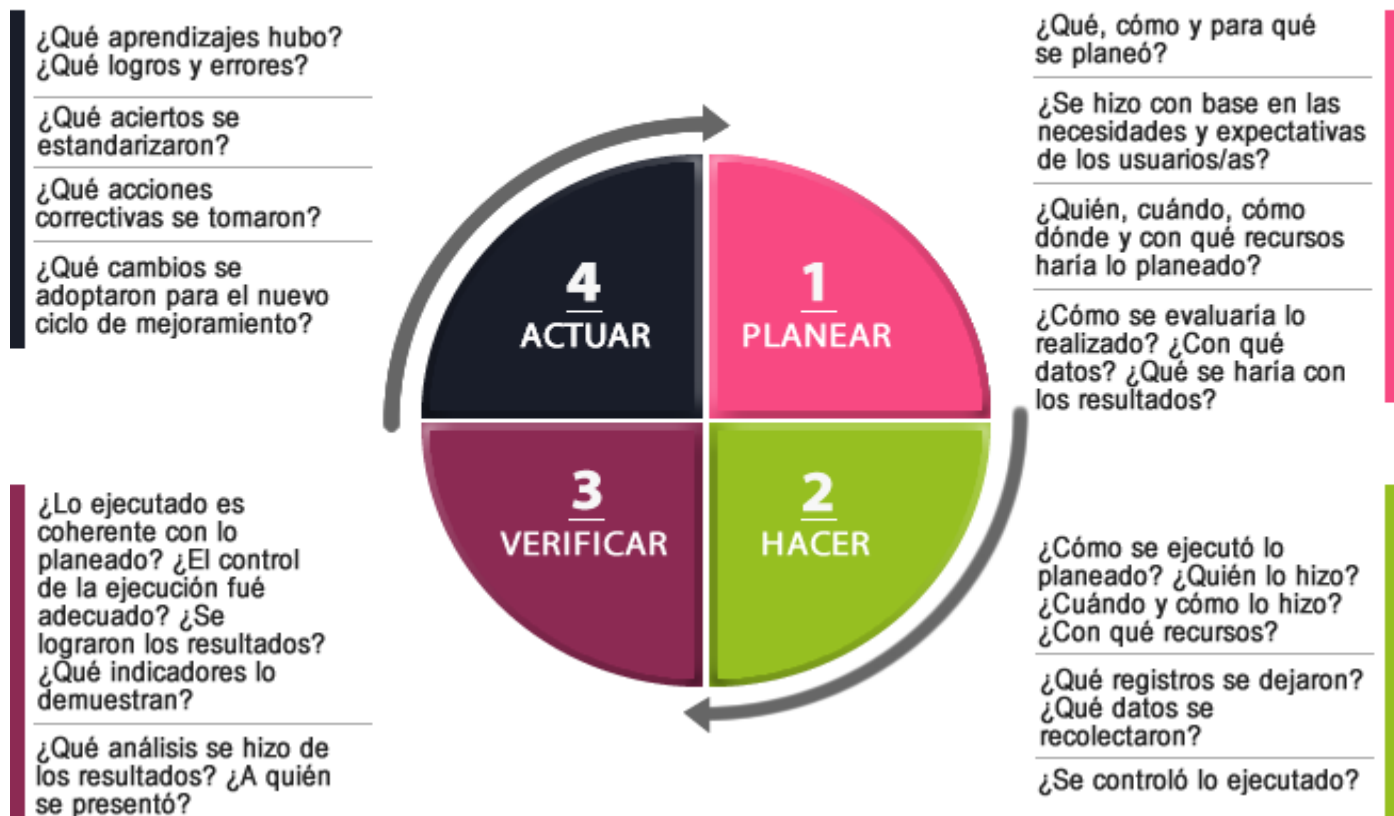 ¿Qué aprendizajes hubo?
¿Qué logros y errores?
¿Qué aciertos se
estandarizaron?
¿Qué acciones
correctivas se tomaron?
¿Qué cambios se
adoptaron para el nuevo
ciclo de mejoramiento?
4
ACTUAR
1
PLANEAR
¿Qué, cómo y para qué
se planeó?
¿Se hizo con base en las
necesidades y expectativas
de los usuarios/as?
¿Quién, cuándo, cómo
dónde y con qué recursos
haría lo planeado?
¿Cómo se evaluaría lo
realizado? ¿Con qué
datos? ¿Qué se haría con
los resultados?
¿Lo ejecutado es
coherente con lo
planeado? ¿El control
de la ejecución fué
adecuado? ¿Se
lograron los resultados?
¿Qué indicadores lo
demuestran?
¿Qué análisis se hizo de
los resultados? ¿A quién
se presentó?
3
VERIFICAR
2
HACER
¿Cómo se ejecutó lo
planeado? ¿Quién lo hizo?
¿Cuándo y cómo lo hizo?
¿Con qué recursos?
¿Qué registros se dejaron?
¿Qué datos se
recolectaron?
¿Se controló lo ejecutado?